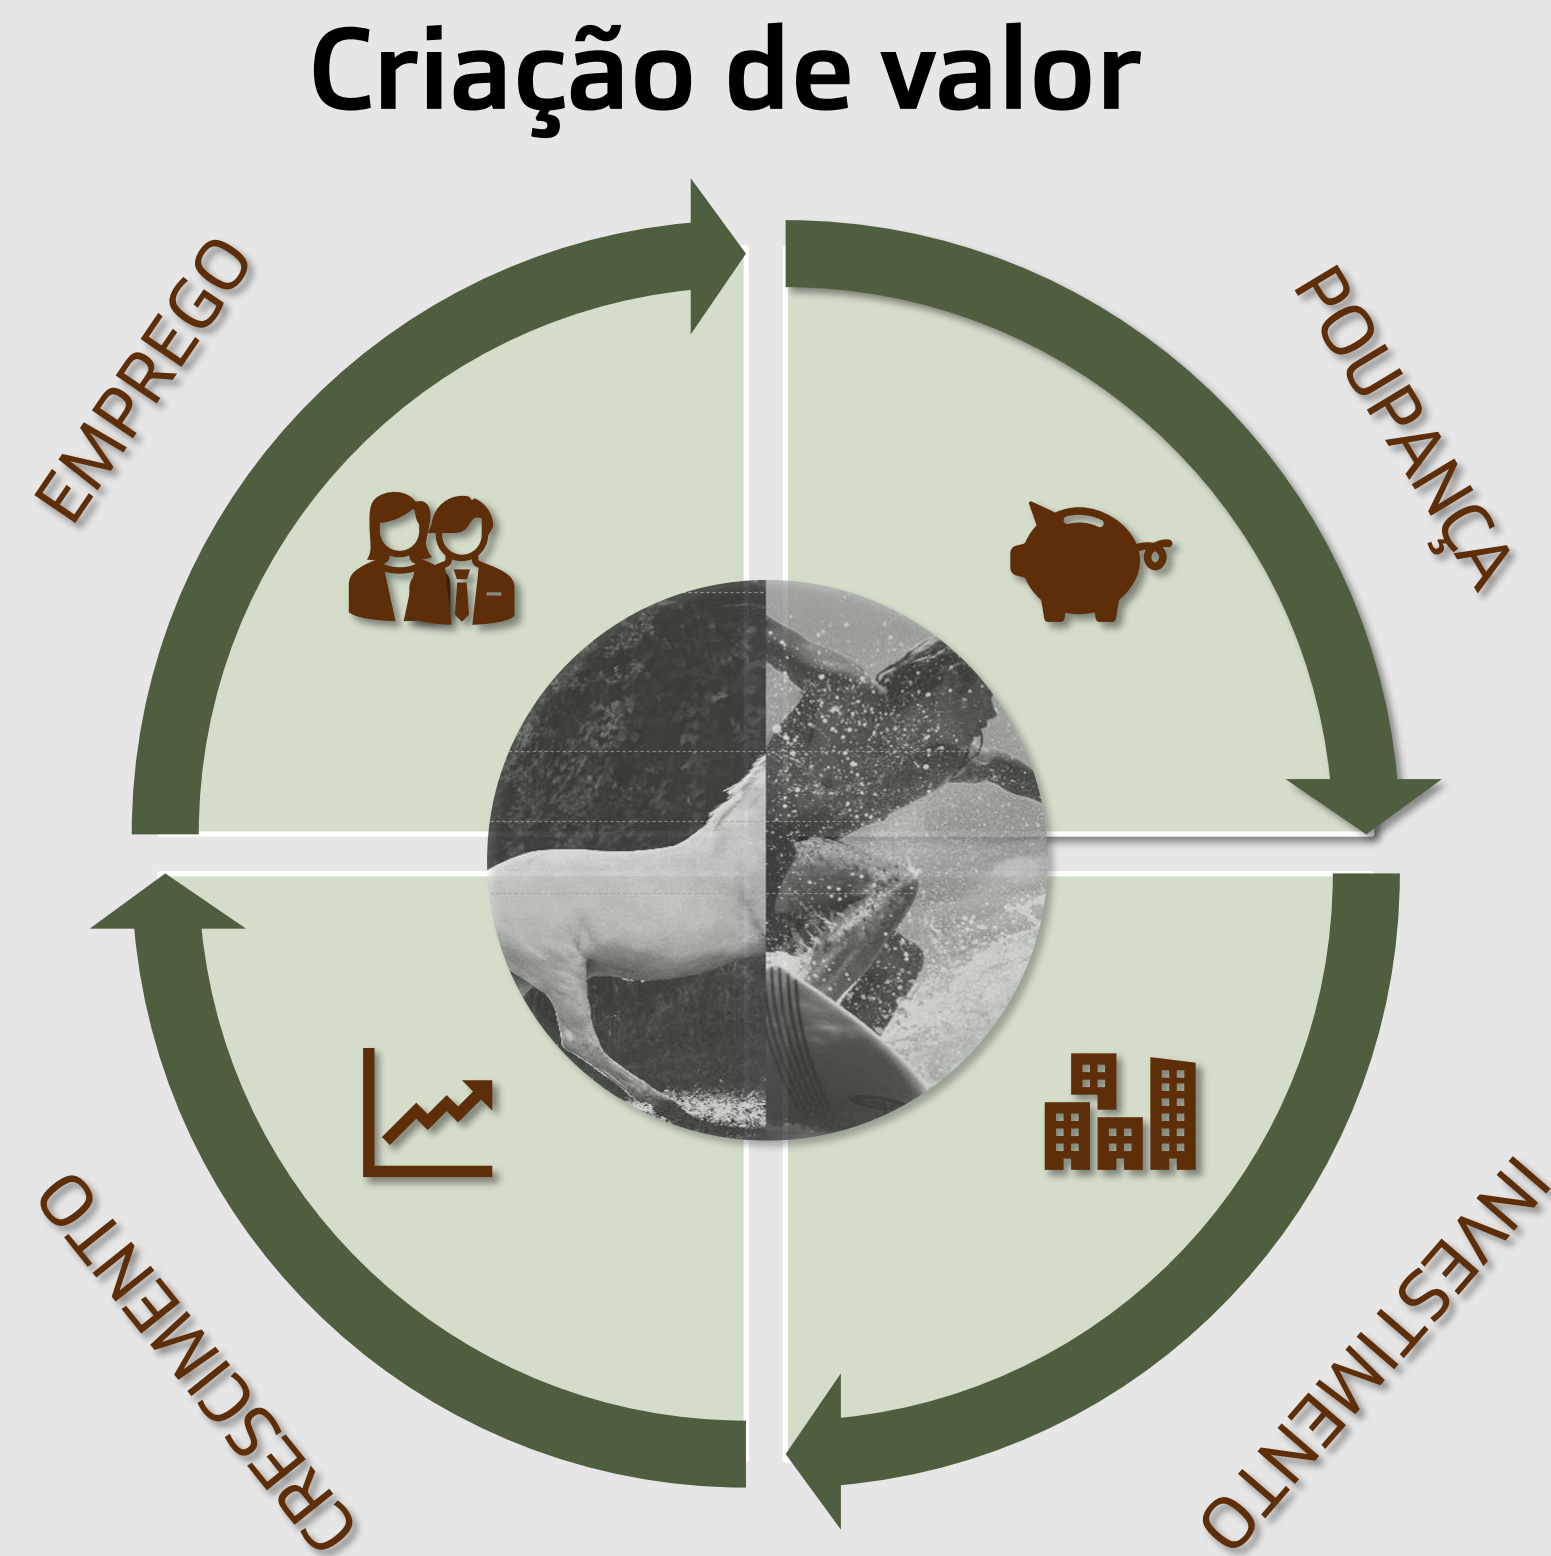 Criação de valor
EMPREGO
POUPANÇA
CRESCIMENTO
INVESTIMENTO